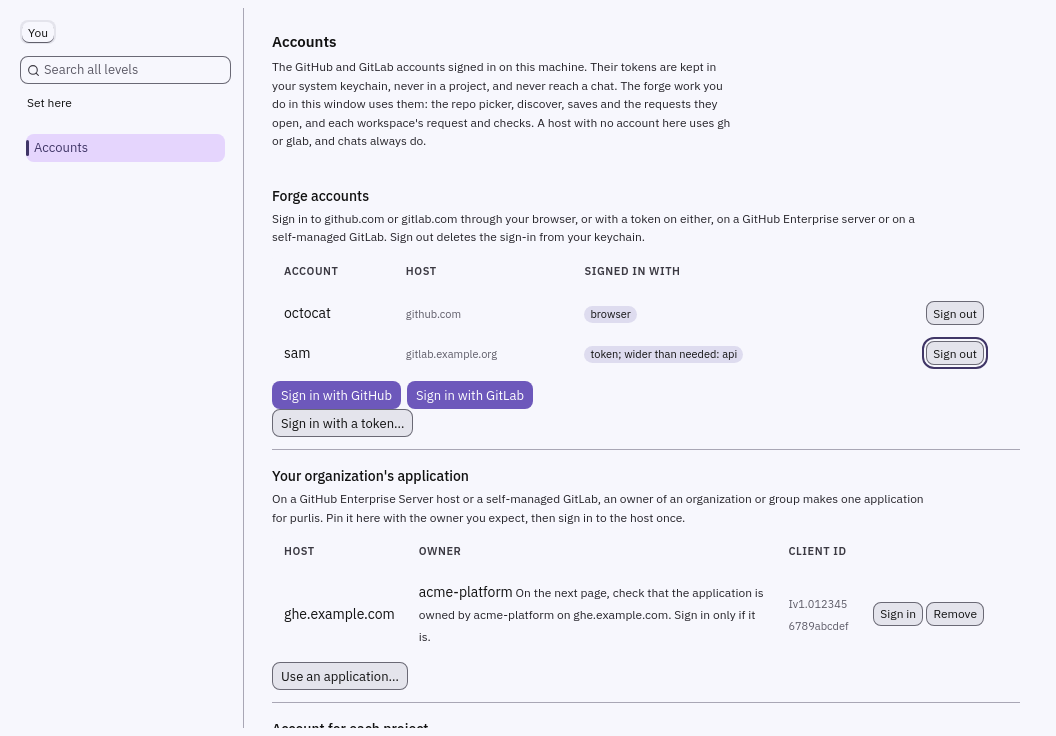 You
Search all levels
Set here
Accounts
Accounts
The GitHub and GitLab accounts signed in on this machine. Their tokens are kept in
your system keychain, never in a project, and never reach a chat. The forge work you
do in this window uses them: the repo picker, discover, saves and the requests they
open, and each workspace's request and checks. A host with no account here uses gh
or glab, and chats always do.
Forge accounts
Sign in to github.com or gitlab.com through your browser, or with a token on either, on a GitHub Enterprise server or on a
self-managed GitLab. Sign out deletes the sign-in from your keychain.
ACCOUNT HOST SIGNED IN WITH
octocat github.com browser Sign out
sam gitlab.example.org token; wider than needed: api Sign out
Sign in with GitHub Sign in with GitLab
Sign in with a token…
Your organization's application
On a GitHub Enterprise Server host or a self-managed GitLab, an owner of an organization or group makes one application
for purlis. Pin it here with the owner you expect, then sign in to the host once.
HOST OWNER CLIENT ID
acme-platform On the next page, check that the application is
ghe.example.com owned by acme-platform on ghe.example.com. Sign in only if it
is.
Iv1.012345
6789abcdef
Sign in Remove
Use an application…
Account for each project